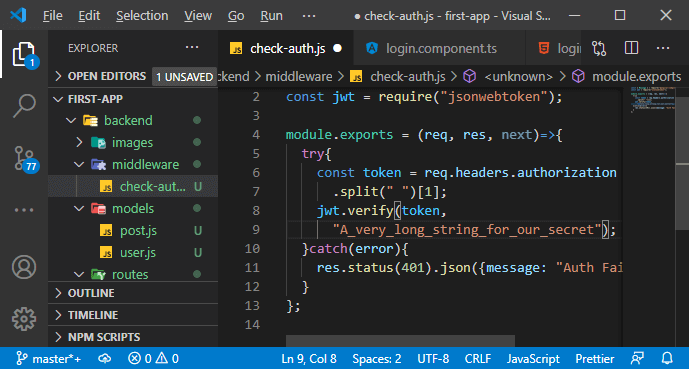 File Edit Selection View Go Run ··· ● check-auth.js - first-app - Visual S...
EXPLORER
OPEN EDITORS 1 UNSAVED
FIRST-APP
backend
images
middleware
JS check-aut... U
models
JS post.js U
JS user.js U
routes
OUTLINE
TIMELINE
NPM SCRIPTS
1
77
JS check-auth.js ● login.component.ts login
ckend > middleware > JS check-auth.js > <unknown> > module.exports
2 const jwt = require("jsonwebtoken");
3
4 module.exports = (req, res, next)=>{
5 try{
6 const token = req.headers.authorization
7 .split(" ")[1];
8 jwt.verify(token,
9 "A_very_long_string_for_our_secret");
10 }catch(error){
11 res.status(401).json({message: "Auth Fai
12 }
13 };
14
master*+ 0 0 Ln 9, Col 8 Spaces: 2 UTF-8 CRLF JavaScript Prettier